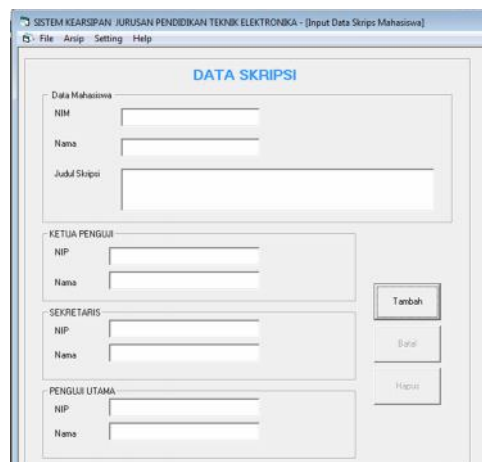 SISTEM KEARSIPAN JURUSAN PENDIDIKAN TEKNIK ELEKTRONIKA - [Input Data Skrips Mahasiswa]
File Arsip Setting Help
DATA SKRIPSI
Data Mahasiswa
NIM
Nama
Judul Skripsi
KETUA PENGUJI
NIP
Nama
SEKRETARIS
NIP
Nama
PENGUJI UTAMA
NIP
Nama
Tambah
Batal
Hapus